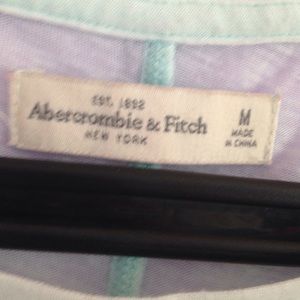 EST. 1892
Abercrombie & Fitch
NEW YORK
M
MADE
IN CHINA